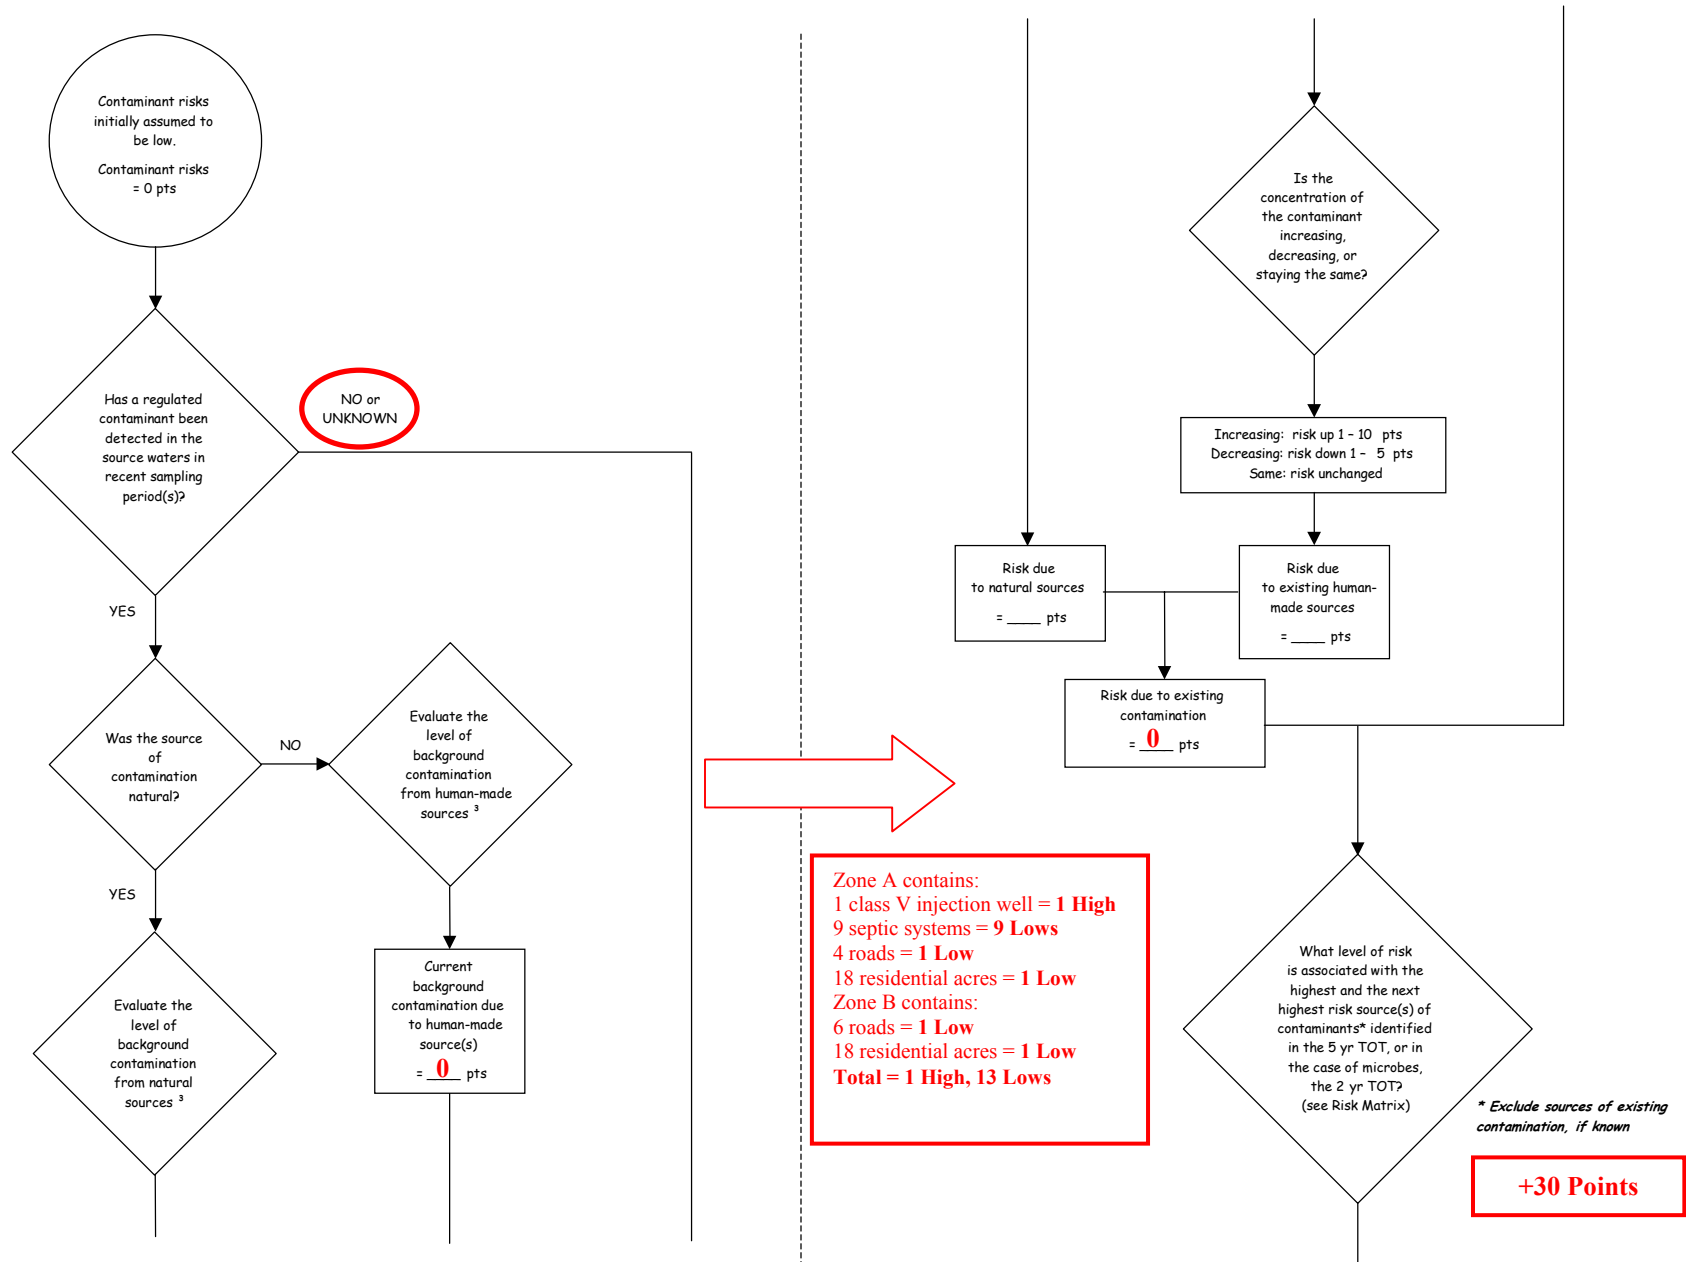 Contaminant risks
initially assumed to
be low.
Contaminant risks
= 0 pts
Has a regulated
contaminant been
detected in the
source waters in
recent sampling
period(s)?
NO or
UNKNOWN
YES
Was the source
of
contamination
natural?
NO
Evaluate the
level of
background
contamination
from human-made
sources ³
YES
Evaluate the
level of
background
contamination
from natural
sources ³
Current
background
contamination due
to human-made
source(s)
= 0 pts
Is the
concentration of
the contaminant
increasing,
decreasing, or
staying the same?
Increasing: risk up 1 – 10 pts
Decreasing: risk down 1 – 5 pts
Same: risk unchanged
Risk due
to natural sources
= ____ pts
Risk due
to existing human-
made sources
= ____ pts
Risk due to existing
contamination
= 0 pts
Zone A contains:
1 class V injection well = 1 High
9 septic systems = 9 Lows
4 roads = 1 Low
18 residential acres = 1 Low
Zone B contains:
6 roads = 1 Low
18 residential acres = 1 Low
Total = 1 High, 13 Lows
What level of risk
is associated with the
highest and the next
highest risk source(s) of
contaminants* identified
in the 5 yr TOT, or in
the case of microbes,
the 2 yr TOT?
(see Risk Matrix)
* Exclude sources of existing
contamination, if known
+30 Points